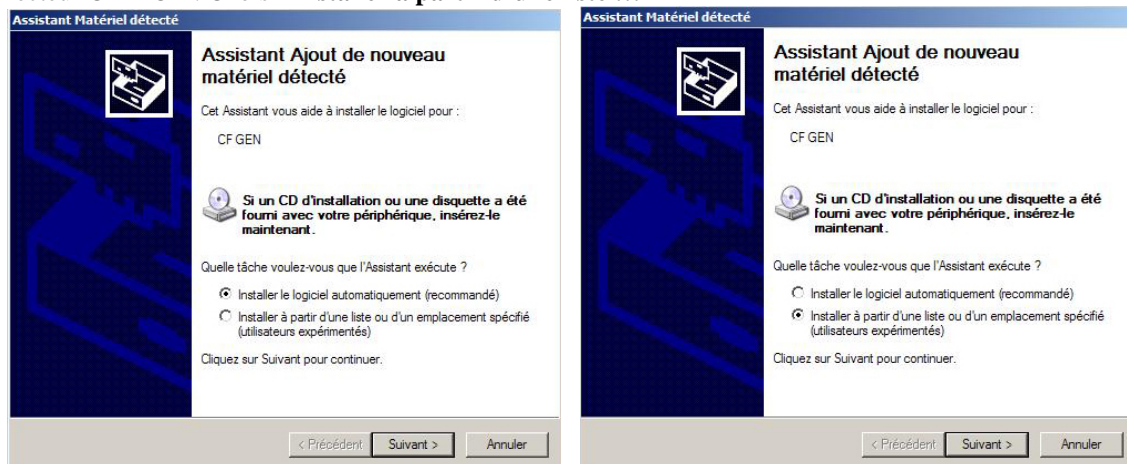 Assistant Matériel détecté
Assistant Ajout de nouveau
matériel détecté
Cet Assistant vous aide à installer le logiciel pour :
CF GEN
Si un CD d'installation ou une disquette a été
fourni avec votre périphérique, insérez-le
maintenant.
Quelle tâche voulez-vous que l'Assistant exécute ?
Installer le logiciel automatiquement (recommandé)
Installer à partir d'une liste ou d'un emplacement spécifié
(utilisateurs expérimentés)
Cliquez sur Suivant pour continuer.
< Précédent
Suivant >
Annuler
Assistant Matériel détecté
Assistant Ajout de nouveau
matériel détecté
Cet Assistant vous aide à installer le logiciel pour :
CF GEN
Si un CD d'installation ou une disquette a été
fourni avec votre périphérique, insérez-le
maintenant.
Quelle tâche voulez-vous que l'Assistant exécute ?
Installer le logiciel automatiquement (recommandé)
Installer à partir d'une liste ou d'un emplacement spécifié
(utilisateurs expérimentés)
Cliquez sur Suivant pour continuer.
< Précédent
Suivant >
Annuler